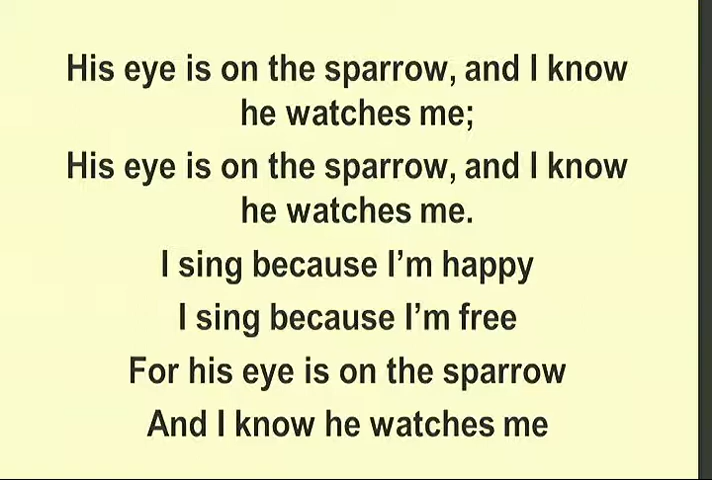 His eye is on the sparrow, and I know
he watches me;
His eye is on the sparrow, and I know
he watches me.
I sing because I’m happy
I sing because I’m free
For his eye is on the sparrow
And I know he watches me